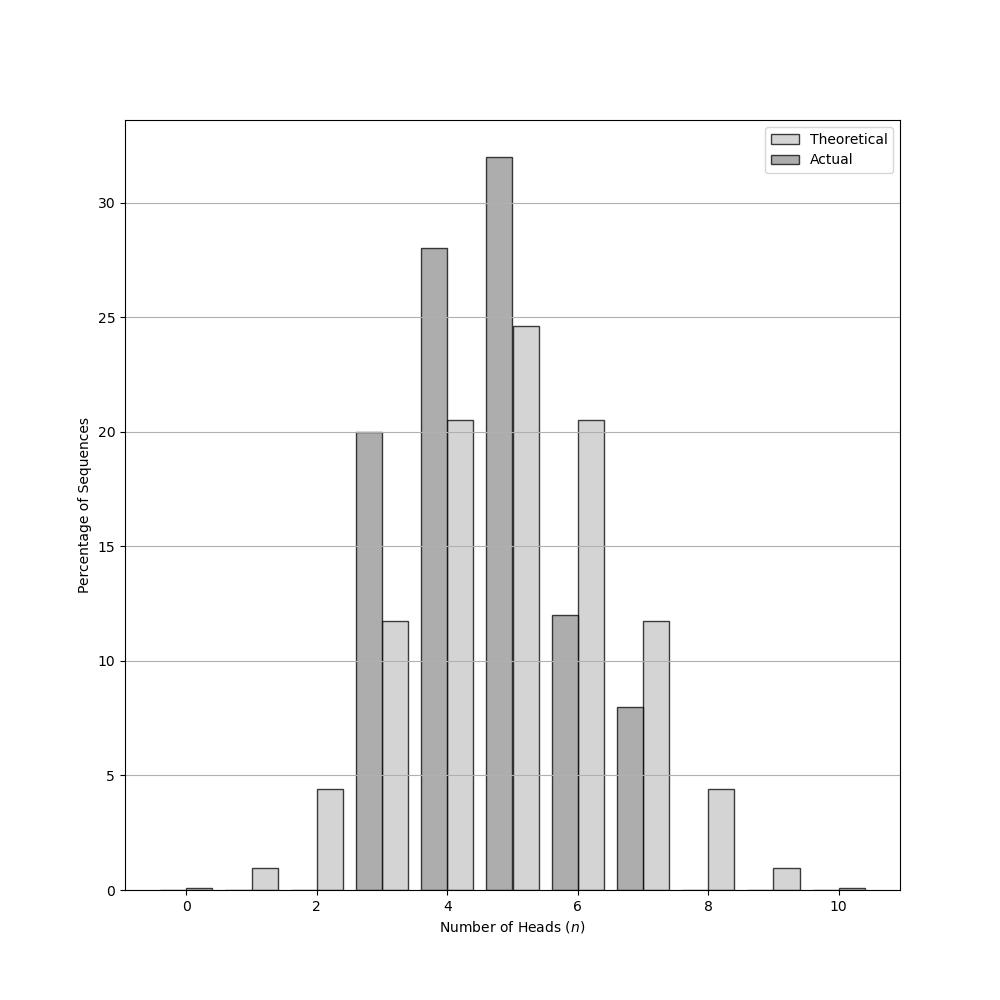 Theoretical
Actual
30
25
20
15
10
5
0
Percentage of Sequences
0 2 4 6 8 10
Number of Heads (n)